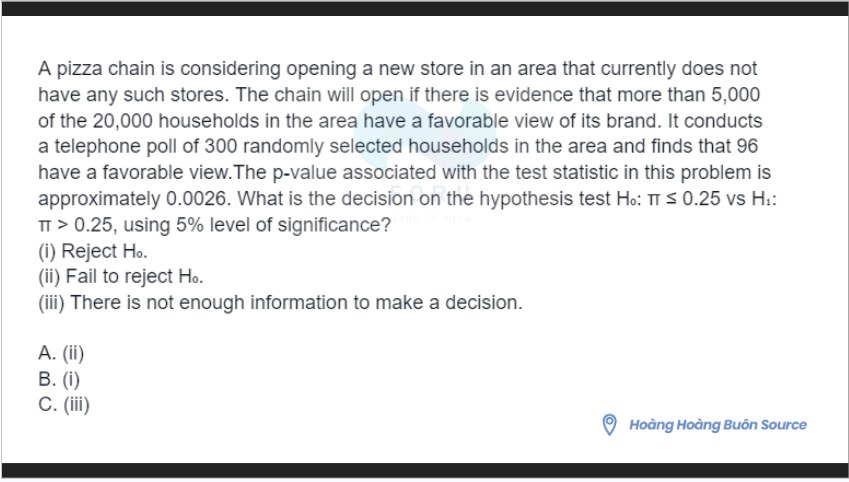 A pizza chain is considering opening a new store in an area that currently does not
have any such stores. The chain will open if there is evidence that more than 5,000
of the 20,000 households in the area have a favorable view of its brand. It conducts
a telephone poll of 300 randomly selected households in the area and finds that 96
have a favorable view.The p-value associated with the test statistic in this problem is
approximately 0.0026. What is the decision on the hypothesis test H₀: π ≤ 0.25 vs H₁:
π > 0.25, using 5% level of significance?
(i) Reject H₀.
(ii) Fail to reject H₀.
(iii) There is not enough information to make a decision.
A. (ii)
B. (i)
C. (iii)
Hoàng Hoàng Buôn Source